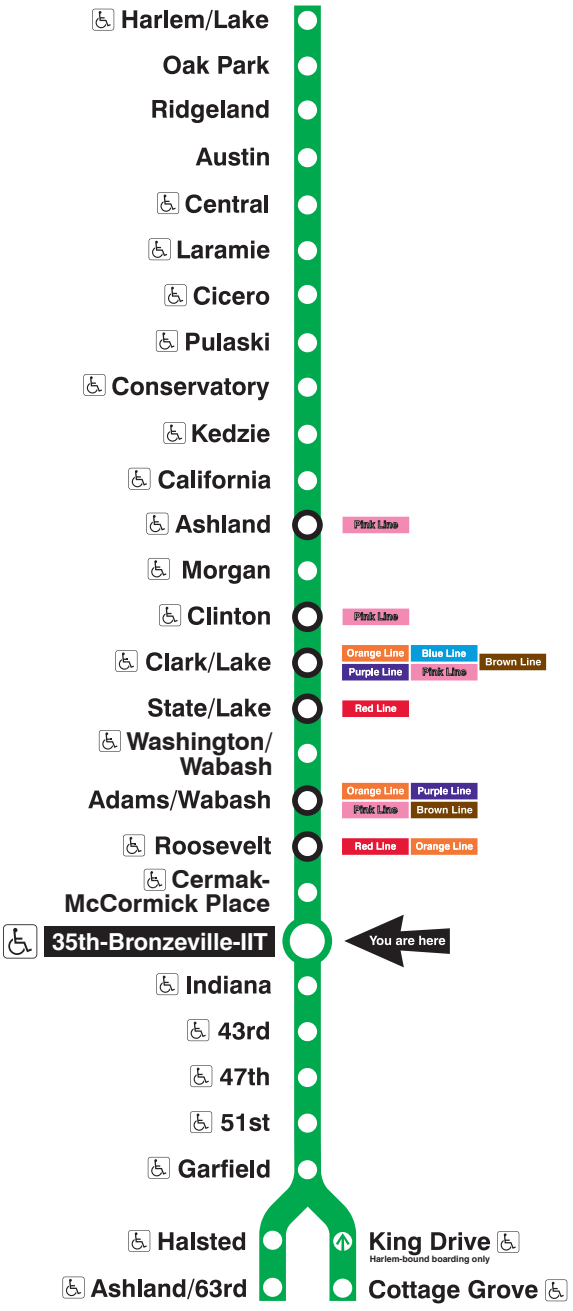 Harlem/Lake
Oak Park
Ridgeland
Austin
Central
Laramie
Cicero
Pulaski
Conservatory
Kedzie
California
Ashland
Pink Line
Morgan
Clinton
Pink Line
Clark/Lake
Orange Line
Blue Line
Brown Line
Purple Line
Pink Line
State/Lake
Red Line
Washington/
Wabash
Adams/Wabash
Orange Line
Purple Line
Pink Line
Brown Line
Roosevelt
Red Line
Orange Line
Cermak-
McCormick Place
35th-Bronzeville-IIT
You are here
Indiana
43rd
47th
51st
Garfield
Halsted
King Drive
Harlem-bound boarding only
Ashland/63rd
Cottage Grove